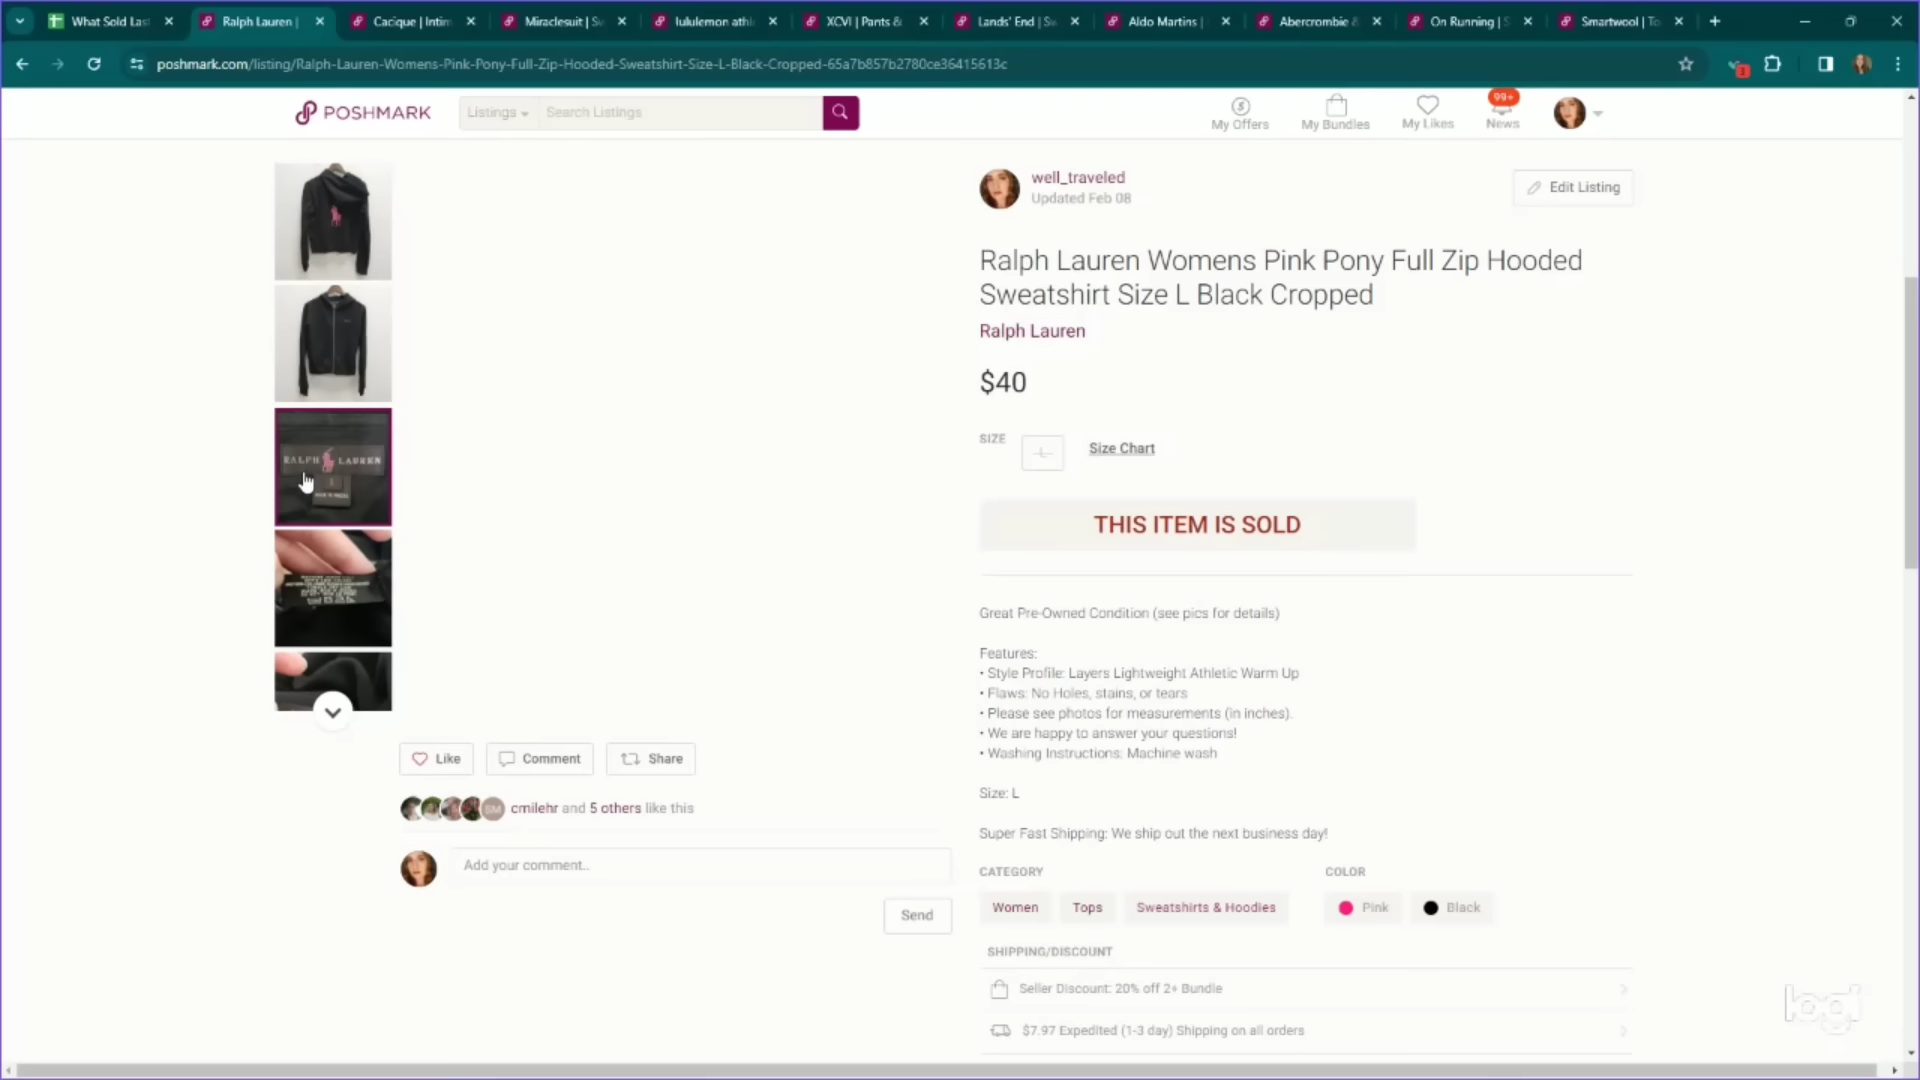 What Sold Las
Ralph Lauren |
Cacique | Intim
Miraclesuit | Sw
lululemon athl
XCVI | Pants &
Lands' End | Sw
Aldo Martins |
Abercrombie &
On Running | S
Smartwool | To
poshmark.com/listing/Ralph-Lauren-Womens-Pink-Pony-Full-Zip-Hooded-Sweatshirt-Size-L-Black-Cropped-65a7b857b2780ce36415613c
POSHMARK
Listings
Search Listings
My Offers
My Bundles
My Likes
99+
News
well_traveled
Updated Feb 08
Edit Listing
Ralph Lauren Womens Pink Pony Full Zip Hooded
Sweatshirt Size L Black Cropped
Ralph Lauren
$40
SIZE
L
Size Chart
RALPH LAUREN
THIS ITEM IS SOLD
Great Pre-Owned Condition (see pics for details)
Features:
• Style Profile: Layers Lightweight Athletic Warm Up
• Flaws: No Holes, stains, or tears
• Please see photos for measurements (in inches).
• We are happy to answer your questions!
• Washing Instructions: Machine wash
Size: L
Super Fast Shipping: We ship out the next business day!
Like
Comment
Share
SM
cmilehr and 5 others like this
Add your comment..
Send
CATEGORY
COLOR
Women
Tops
Sweatshirts & Hoodies
Pink
Black
SHIPPING/DISCOUNT
Seller Discount: 20% off 2+ Bundle
$7.97 Expedited (1-3 day) Shipping on all orders
logi